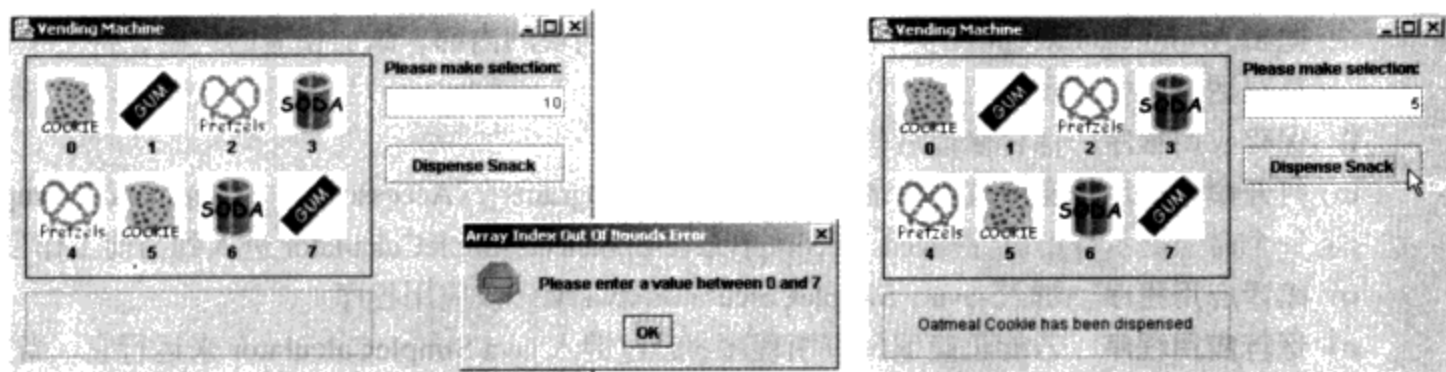 Vending Machine
Please make selection:
10
COOKIE GUM Pretzels SODA
0 1 2 3
Dispense Snack
Pretzels COOKIE SODA GUM
4 5 6 7
Array Index Out Of Bounds Error
Please enter a value between 0 and 7
OK
Vending Machine
Please make selection:
5
COOKIE GUM Pretzels SODA
0 1 2 3
Dispense Snack
Pretzels COOKIE SODA GUM
4 5 6 7
Oatmeal Cookie has been dispensed